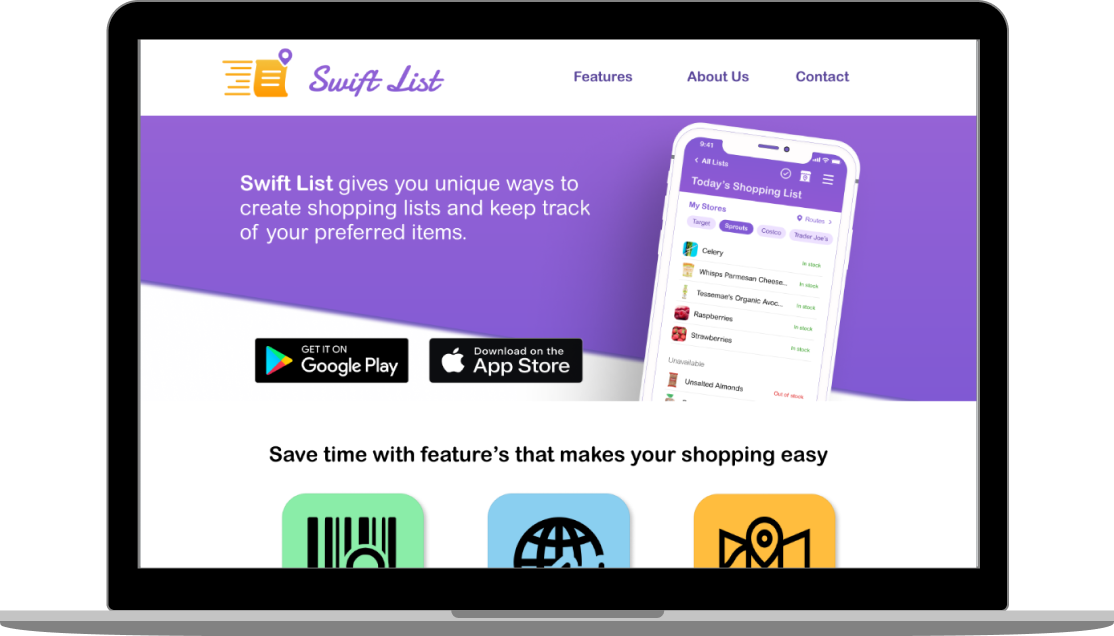 Swift List
Features
About Us
Contact
Swift List gives you unique ways to
create shopping lists and keep track
of your preferred items.
GET IT ON
Google Play
Download on the
App Store
9:41
All Lists
Today's Shopping List
My Stores
Routes
Target
Sprouts
Costco
Trader Joe's
Celery
In stock
Whisps Parmesan Cheese...
In stock
Tessemae's Organic Avoc...
In stock
Raspberries
In stock
Strawberries
In stock
Unavailable
Unsalted Almonds
Out of stock
Save time with feature's that makes your shopping easy